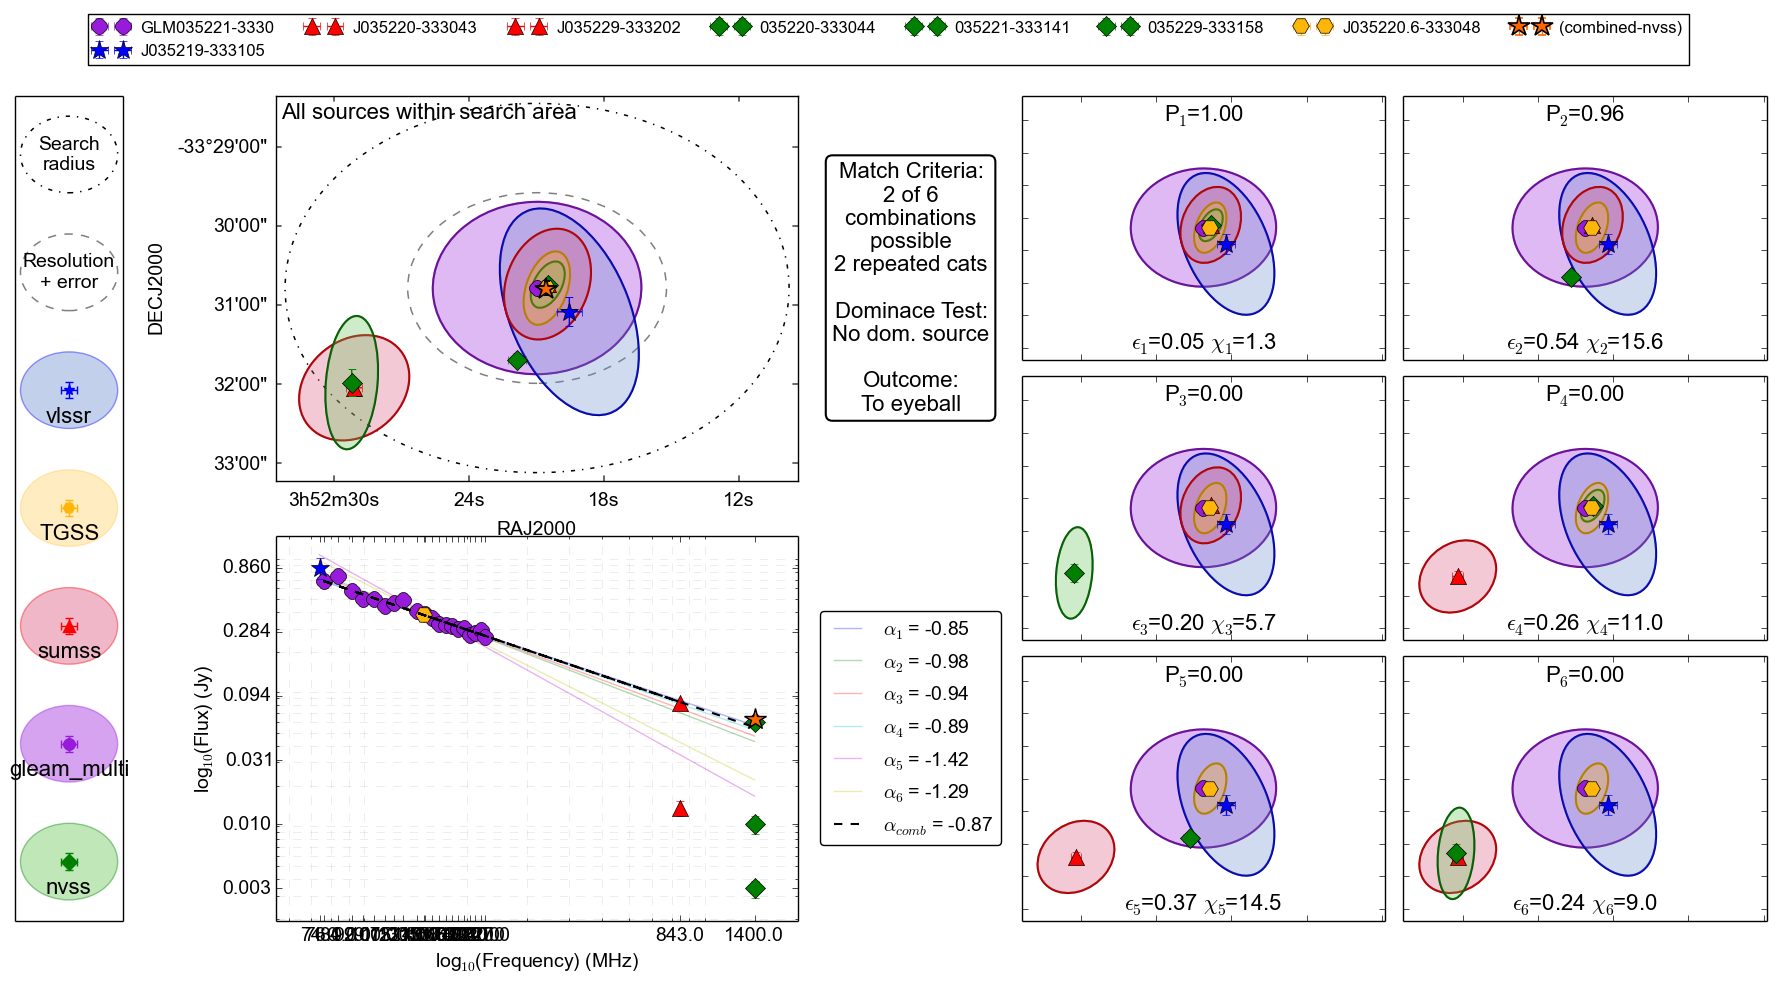 GLM035221-3330
J035220-333043
J035229-333202
035220-333044
035221-333141
035229-333158
J035220.6-333048
(combined-nvss)
J035219-333105
Search
radius
Resolution
+ error
vlssr
TGSS
sumss
gleam_multi
nvss
All sources within search area
DECJ2000
-33°29'00"
30'00"
31'00"
32'00"
33'00"
3h52m30s
24s
18s
12s
RAJ2000
Match Criteria:
2 of 6
combinations
possible
2 repeated cats
Dominace Test:
No dom. source
Outcome:
To eyeball
log₁₀(Flux) (Jy)
0.860
0.284
0.094
0.031
0.010
0.003
843.0
1400.0
log₁₀(Frequency) (MHz)
α₁ = -0.85
α₂ = -0.98
α₃ = -0.94
α₄ = -0.89
α₅ = -1.42
α₆ = -1.29
α_comb = -0.87
P₁=1.00
ϵ₁=0.05 χ₁=1.3
P₂=0.96
ϵ₂=0.54 χ₂=15.6
P₃=0.00
ϵ₃=0.20 χ₃=5.7
P₄=0.00
ϵ₄=0.26 χ₄=11.0
P₅=0.00
ϵ₅=0.37 χ₅=14.5
P₆=0.00
ϵ₆=0.24 χ₆=9.0